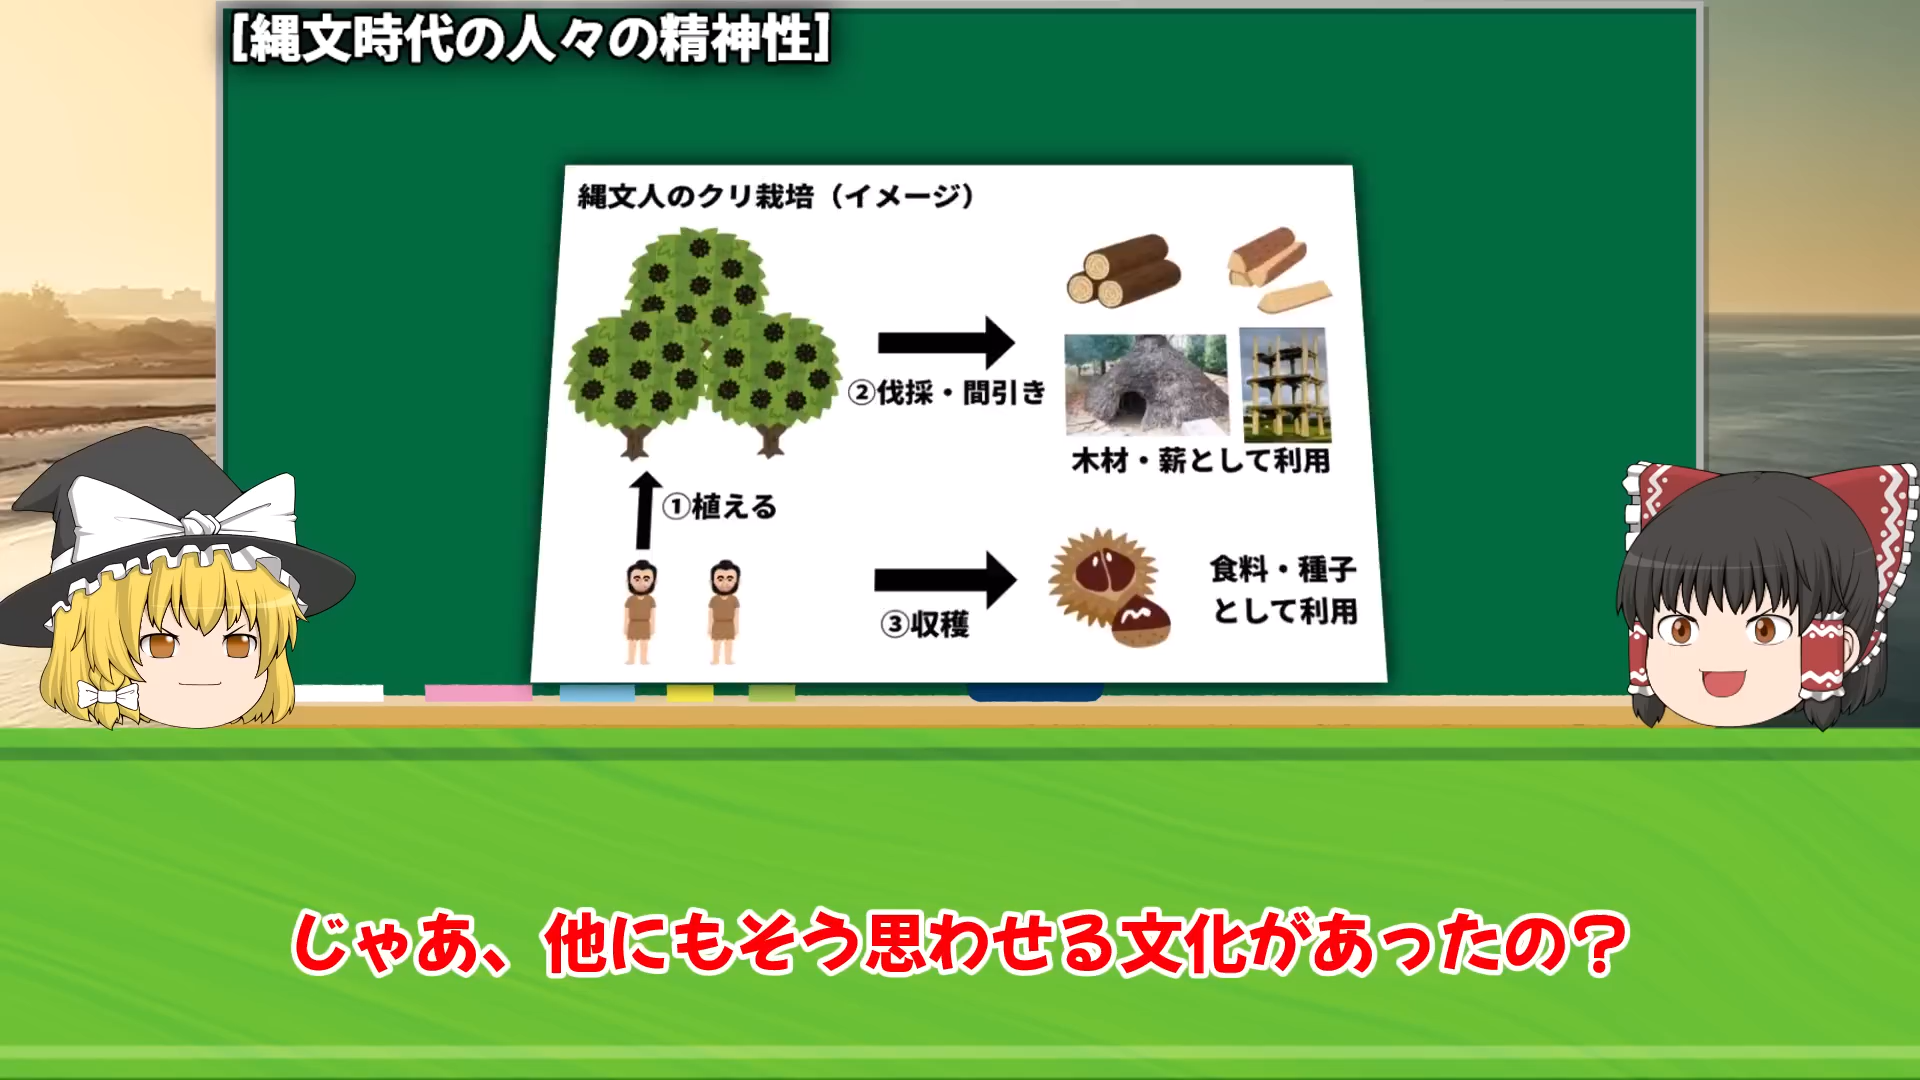 [縄文時代の人々の精神性]
縄文人のクリ栽培（イメージ）
②伐採・間引き
木材・薪として利用
①植える
③収穫
食料・種子
として利用
じゃあ、他にもそう思わせる文化があったの？